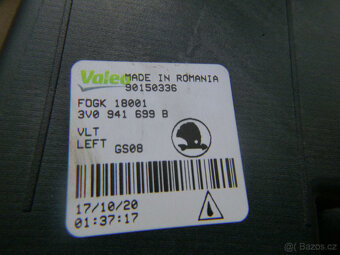 Valeo MADE IN ROMANIA
90150336
FDGK 18001
3V0 941 699 B
VLT
LEFT GS08
17/10/20
01:37:17
Bazos.cz